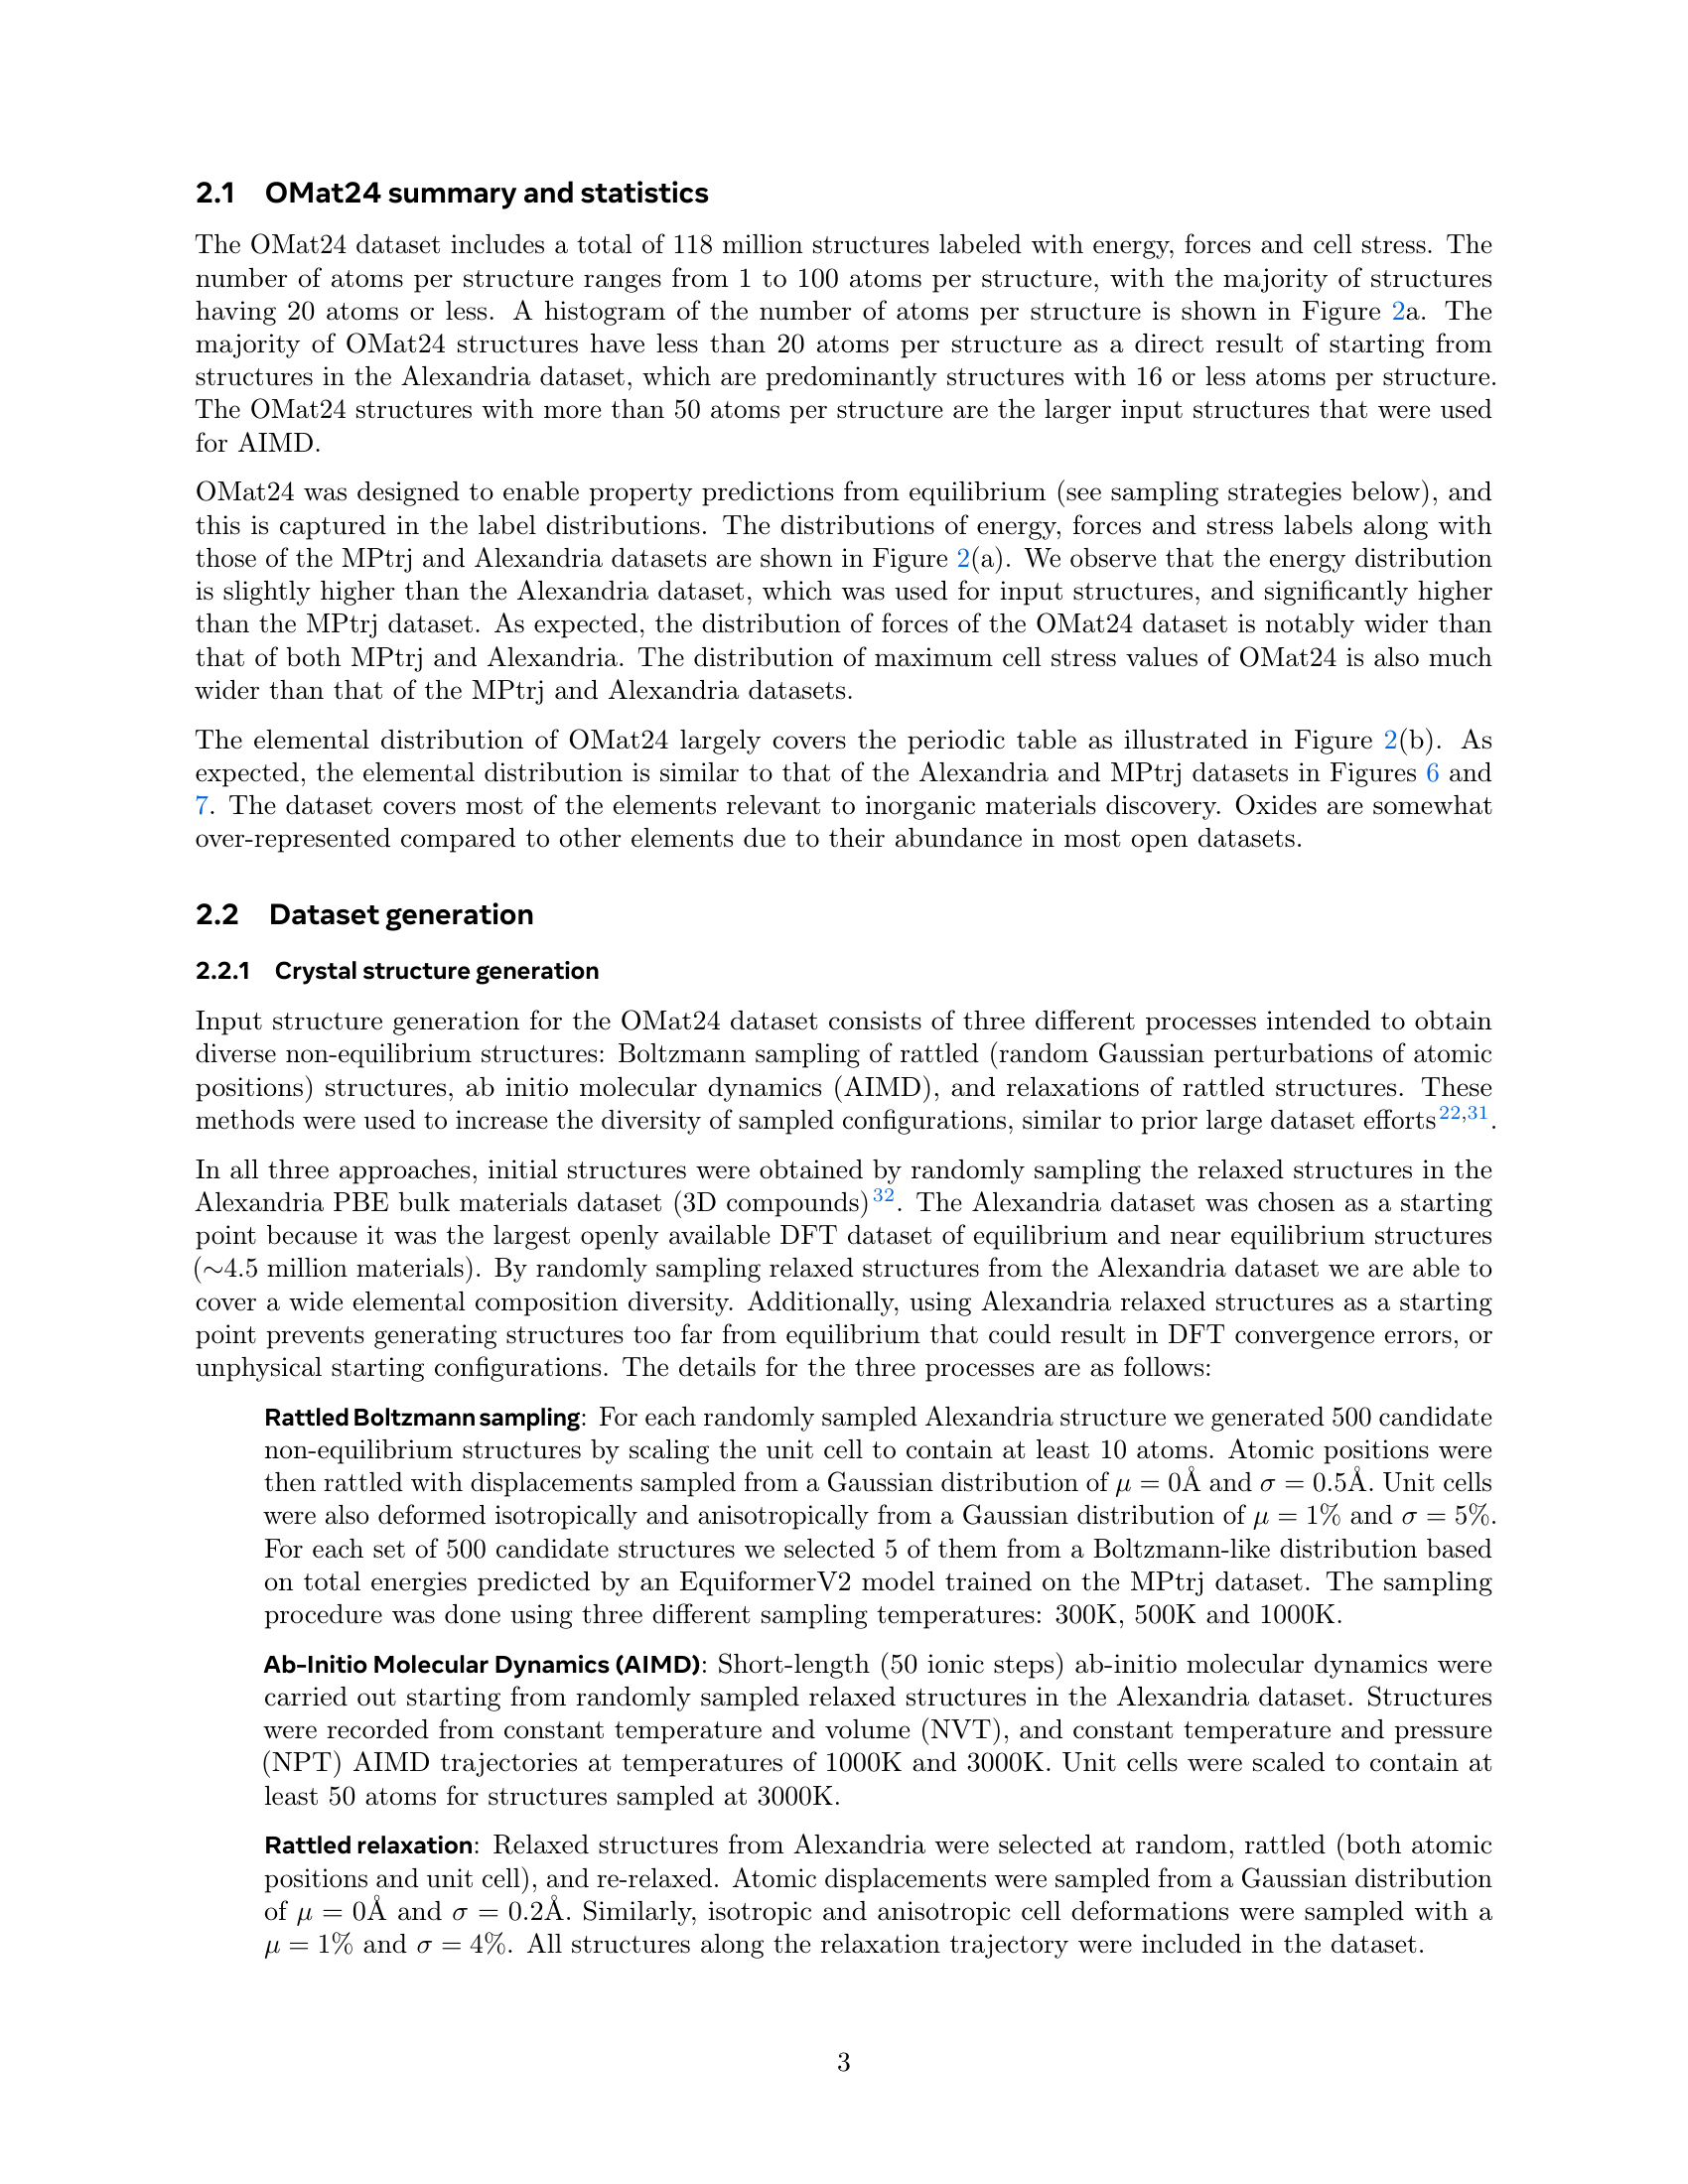 2.1 OMat24 summary and statistics
The OMat24 dataset includes a total of 118 million structures labeled with energy, forces and cell stress. The
number of atoms per structure ranges from 1 to 100 atoms per structure, with the majority of structures
having 20 atoms or less. A histogram of the number of atoms per structure is shown in Figure 2a. The
majority of OMat24 structures have less than 20 atoms per structure as a direct result of starting from
structures in the Alexandria dataset, which are predominantly structures with 16 or less atoms per structure.
The OMat24 structures with more than 50 atoms per structure are the larger input structures that were used
for AIMD.
OMat24 was designed to enable property predictions from equilibrium (see sampling strategies below), and
this is captured in the label distributions. The distributions of energy, forces and stress labels along with
those of the MPtrj and Alexandria datasets are shown in Figure 2(a). We observe that the energy distribution
is slightly higher than the Alexandria dataset, which was used for input structures, and significantly higher
than the MPtrj dataset. As expected, the distribution of forces of the OMat24 dataset is notably wider than
that of both MPtrj and Alexandria. The distribution of maximum cell stress values of OMat24 is also much
wider than that of the MPtrj and Alexandria datasets.
The elemental distribution of OMat24 largely covers the periodic table as illustrated in Figure 2(b). As
expected, the elemental distribution is similar to that of the Alexandria and MPtrj datasets in Figures 6 and
7. The dataset covers most of the elements relevant to inorganic materials discovery. Oxides are somewhat
over-represented compared to other elements due to their abundance in most open datasets.
2.2 Dataset generation
2.2.1 Crystal structure generation
Input structure generation for the OMat24 dataset consists of three different processes intended to obtain
diverse non-equilibrium structures: Boltzmann sampling of rattled (random Gaussian perturbations of atomic
positions) structures, ab initio molecular dynamics (AIMD), and relaxations of rattled structures. These
methods were used to increase the diversity of sampled configurations, similar to prior large dataset efforts22,31.
In all three approaches, initial structures were obtained by randomly sampling the relaxed structures in the
Alexandria PBE bulk materials dataset (3D compounds)32. The Alexandria dataset was chosen as a starting
point because it was the largest openly available DFT dataset of equilibrium and near equilibrium structures
(∼4.5 million materials). By randomly sampling relaxed structures from the Alexandria dataset we are able to
cover a wide elemental composition diversity. Additionally, using Alexandria relaxed structures as a starting
point prevents generating structures too far from equilibrium that could result in DFT convergence errors, or
unphysical starting configurations. The details for the three processes are as follows:
Rattled Boltzmann sampling: For each randomly sampled Alexandria structure we generated 500 candidate
non-equilibrium structures by scaling the unit cell to contain at least 10 atoms. Atomic positions were
then rattled with displacements sampled from a Gaussian distribution of μ = 0Å and σ = 0.5Å. Unit cells
were also deformed isotropically and anisotropically from a Gaussian distribution of μ = 1% and σ = 5%.
For each set of 500 candidate structures we selected 5 of them from a Boltzmann-like distribution based
on total energies predicted by an EquiformerV2 model trained on the MPtrj dataset. The sampling
procedure was done using three different sampling temperatures: 300K, 500K and 1000K.
Ab-Initio Molecular Dynamics (AIMD): Short-length (50 ionic steps) ab-initio molecular dynamics were
carried out starting from randomly sampled relaxed structures in the Alexandria dataset. Structures
were recorded from constant temperature and volume (NVT), and constant temperature and pressure
(NPT) AIMD trajectories at temperatures of 1000K and 3000K. Unit cells were scaled to contain at
least 50 atoms for structures sampled at 3000K.
Rattled relaxation: Relaxed structures from Alexandria were selected at random, rattled (both atomic
positions and unit cell), and re-relaxed. Atomic displacements were sampled from a Gaussian distribution
of μ = 0Å and σ = 0.2Å. Similarly, isotropic and anisotropic cell deformations were sampled with a
μ = 1% and σ = 4%. All structures along the relaxation trajectory were included in the dataset.
3